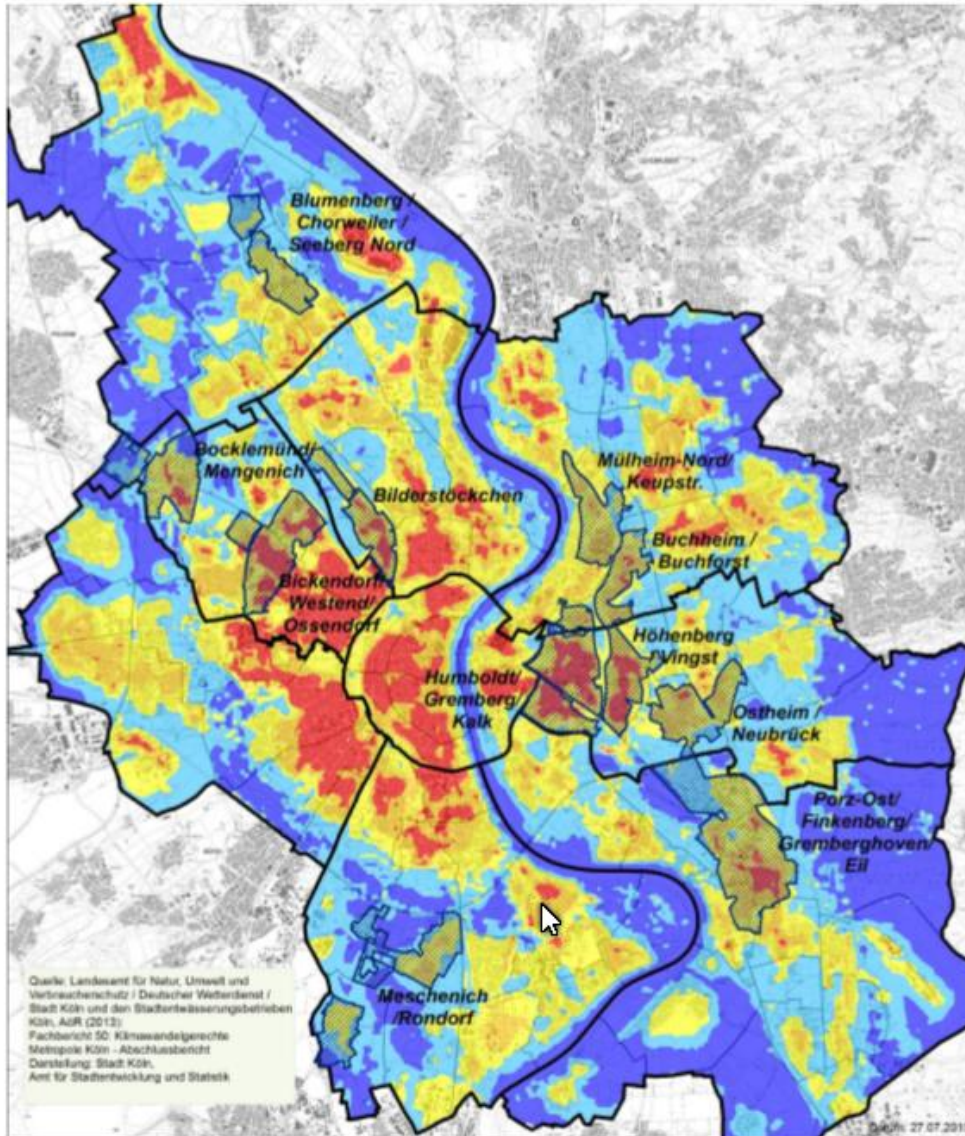 Blumenberg /
Chorweiler /
Seeberg Nord
Bocklemünd/
Mengenich
Bilderstöckchen
Mülheim-Nord/
Keupstr.
Buchheim /
Buchforst
Bickendorf/
Westend/
Ossendorf
Höhenberg
/Vingst
Humboldt/
Gremberg/
Kalk
Ostheim /
Neubrück
Porz-Ost/
Finkenberg/
Gremberghoven/
Eil
Meschenich
/Rondorf
Quelle: Landesamt für Natur, Umwelt und
Verbraucherschutz / Deutscher Wetterdienst /
Stadt Köln und den Stadtentwässerungsbetrieben
Köln, AöR (2013):
Fachbericht 50: Klimawandelgerechte
Metropole Köln - Abschlussbericht
Darstellung: Stadt Köln,
Amt für Stadtentwicklung und Statistik
27.07.201